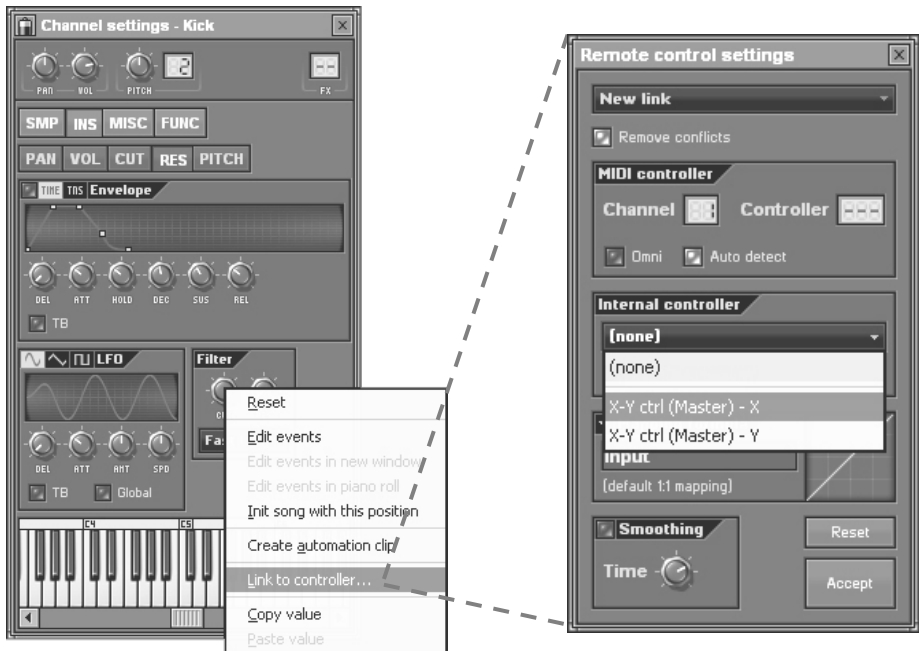 Channel settings - Kick
PAN VOL PITCH 2 -- FX
SMP INS MISC FUNC
PAN VOL CUT RES PITCH
TIME TNS Envelope
DEL ATT HOLD DEC SUS REL
TB
LFO
DEL ATT AMT SPD
TB Global
Filter
C4 C5
Reset
Edit events
Edit events in new window
Edit events in piano roll
Init song with this position
Create automation clip
Link to controller...
Copy value
Paste value
Remote control settings
New link
Remove conflicts
MIDI controller
Channel 1 Controller ---
Omni Auto detect
Internal controller
(none)
(none)
X-Y ctrl (Master) - X
X-Y ctrl (Master) - Y
Input
(default 1:1 mapping)
Smoothing
Time
Reset
Accept